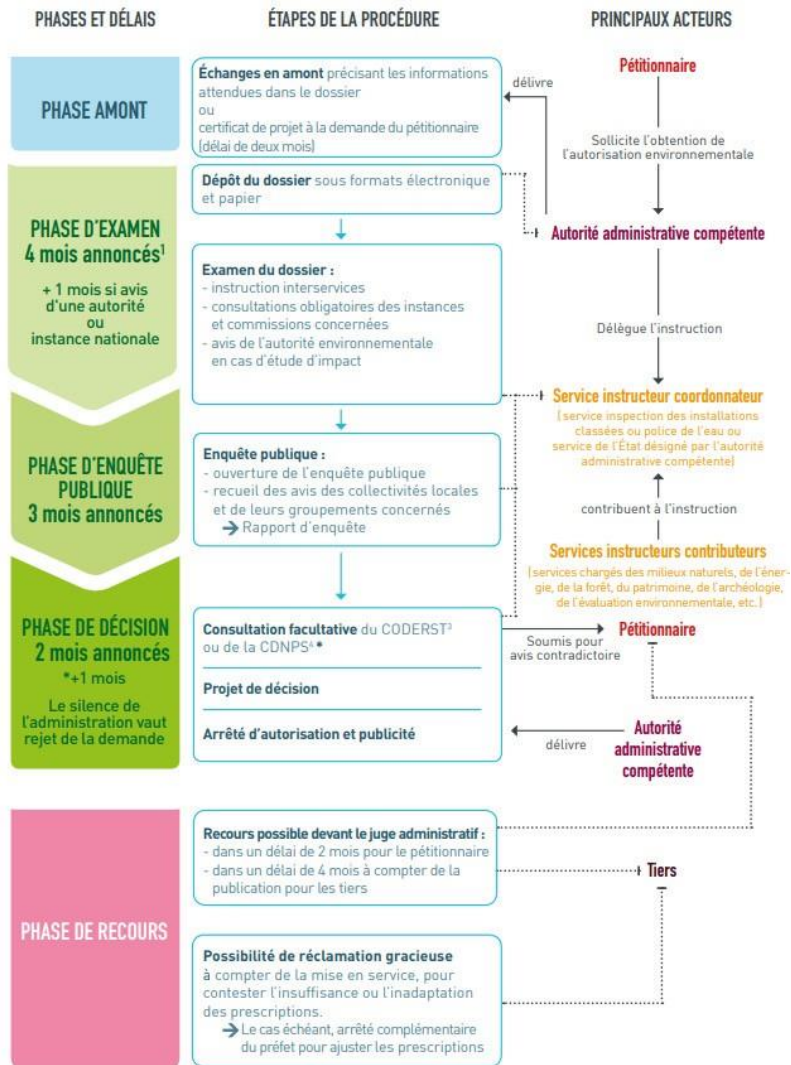 PHASES ET DÉLAIS
ÉTAPES DE LA PROCÉDURE
PRINCIPAUX ACTEURS
PHASE AMONT
Échanges en amont précisant les informations
attendues dans le dossier
ou
certificat de projet à la demande du pétitionnaire
(délai de deux mois)
délivre
Pétitionnaire
Sollicite l'obtention de
l'autorisation environnementale
PHASE D'EXAMEN
4 mois annoncés¹
+ 1 mois si avis
d'une autorité
ou
instance nationale
Dépôt du dossier sous formats électronique
et papier
Autorité administrative compétente
Examen du dossier :
- instruction interservices
- consultations obligatoires des instances
et commissions concernées
- avis de l'autorité environnementale
en cas d'étude d'impact
Délègue l'instruction
Service instructeur coordonnateur
(service inspection des installations
classées ou police de l'eau ou
service de l'État désigné par l'autorité
administrative compétente)
PHASE D'ENQUÊTE
PUBLIQUE
3 mois annoncés
Enquête publique :
- ouverture de l'enquête publique
- recueil des avis des collectivités locales
et de leurs groupements concernés
→ Rapport d'enquête
contribuent à l'instruction
Services instructeurs contributeurs
(services chargés des milieux naturels, de l'éner-
gie, de la forêt, du patrimoine, de l'archéologie,
de l'évaluation environnementale, etc.)
PHASE DE DÉCISION
2 mois annoncés
*+1 mois
Le silence de
l'administration vaut
rejet de la demande
Consultation facultative du CODERST³
ou de la CDNPS⁴*
Projet de décision
Arrêté d'autorisation et publicité
Soumis pour
avis contradictoire
Pétitionnaire
délivre
Autorité
administrative
compétente
PHASE DE RECOURS
Recours possible devant le juge administratif :
- dans un délai de 2 mois pour le pétitionnaire
- dans un délai de 4 mois à compter de la
publication pour les tiers
Tiers
Possibilité de réclamation gracieuse
à compter de la mise en service, pour
contester l'insuffisance ou l'inadaptation
des prescriptions.
→ Le cas échéant, arrêté complémentaire
du préfet pour ajuster les prescriptions